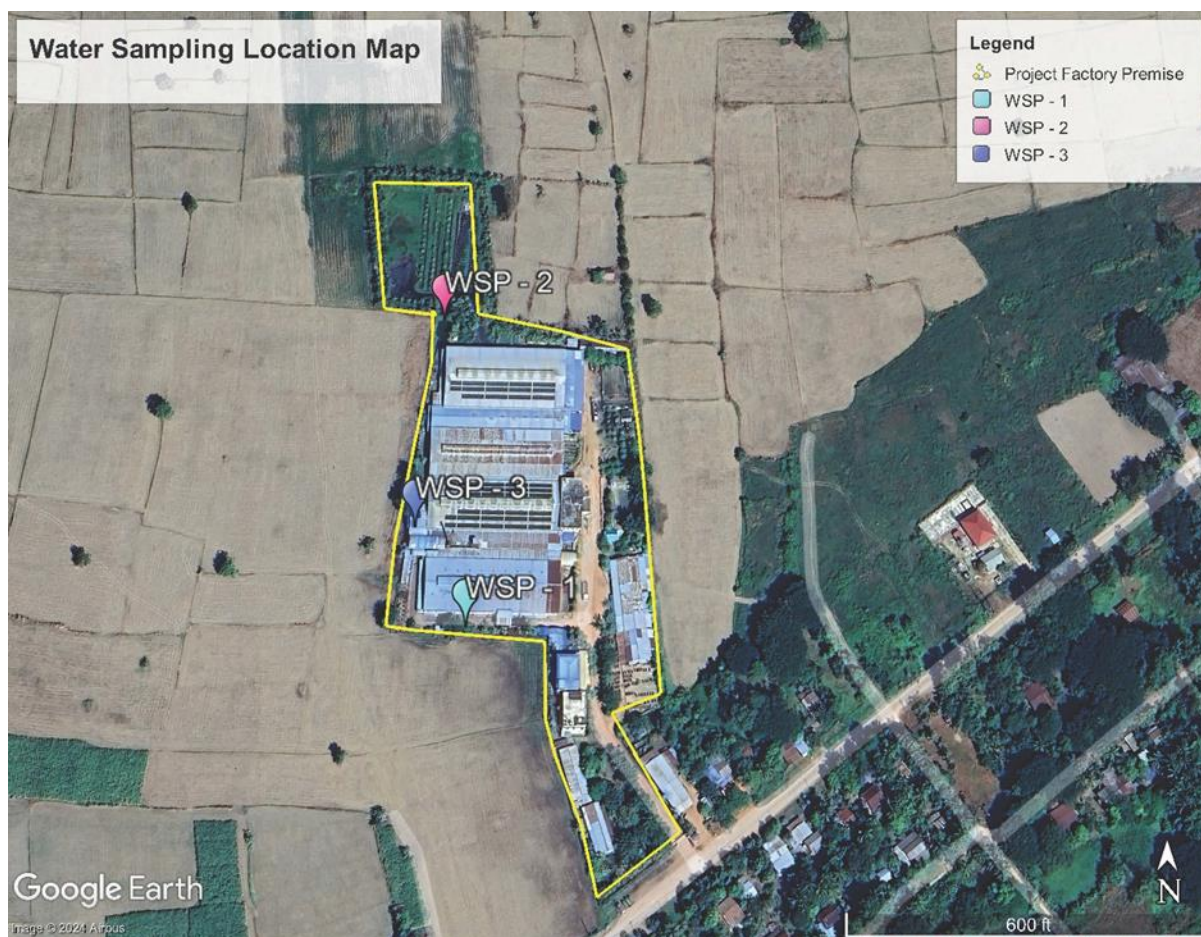 Water Sampling Location Map
Legend
Project Factory Premise
WSP - 1
WSP - 2
WSP - 3
WSP - 2
WSP - 3
WSP - 1
Google Earth
Image © 2024 Airbus
N
600 ft